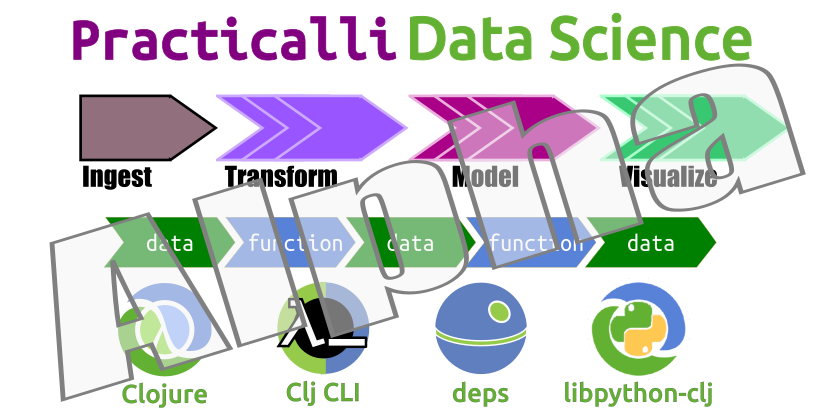 Practicalli Data Science
Ingest Transform Model Visualize
data function data function data
Clojure Clj CLI deps libpython-clj
Alpha